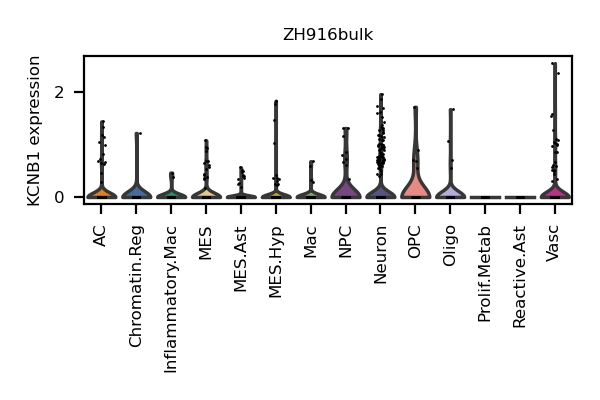 ZH916bulk
KCNB1 expression
2
0
AC
Chromatin.Reg
Inflammatory.Mac
MES
MES.Ast
MES.Hyp
Mac
NPC
Neuron
OPC
Oligo
Prolif.Metab
Reactive.Ast
Vasc